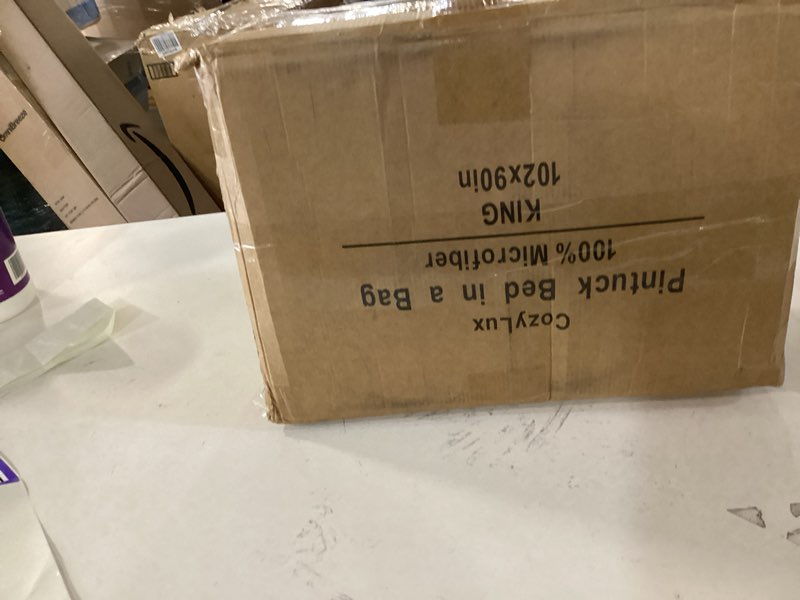 CozyLux
Pintuck Bed in a Bag
100% Microfiber
KING
102x90in